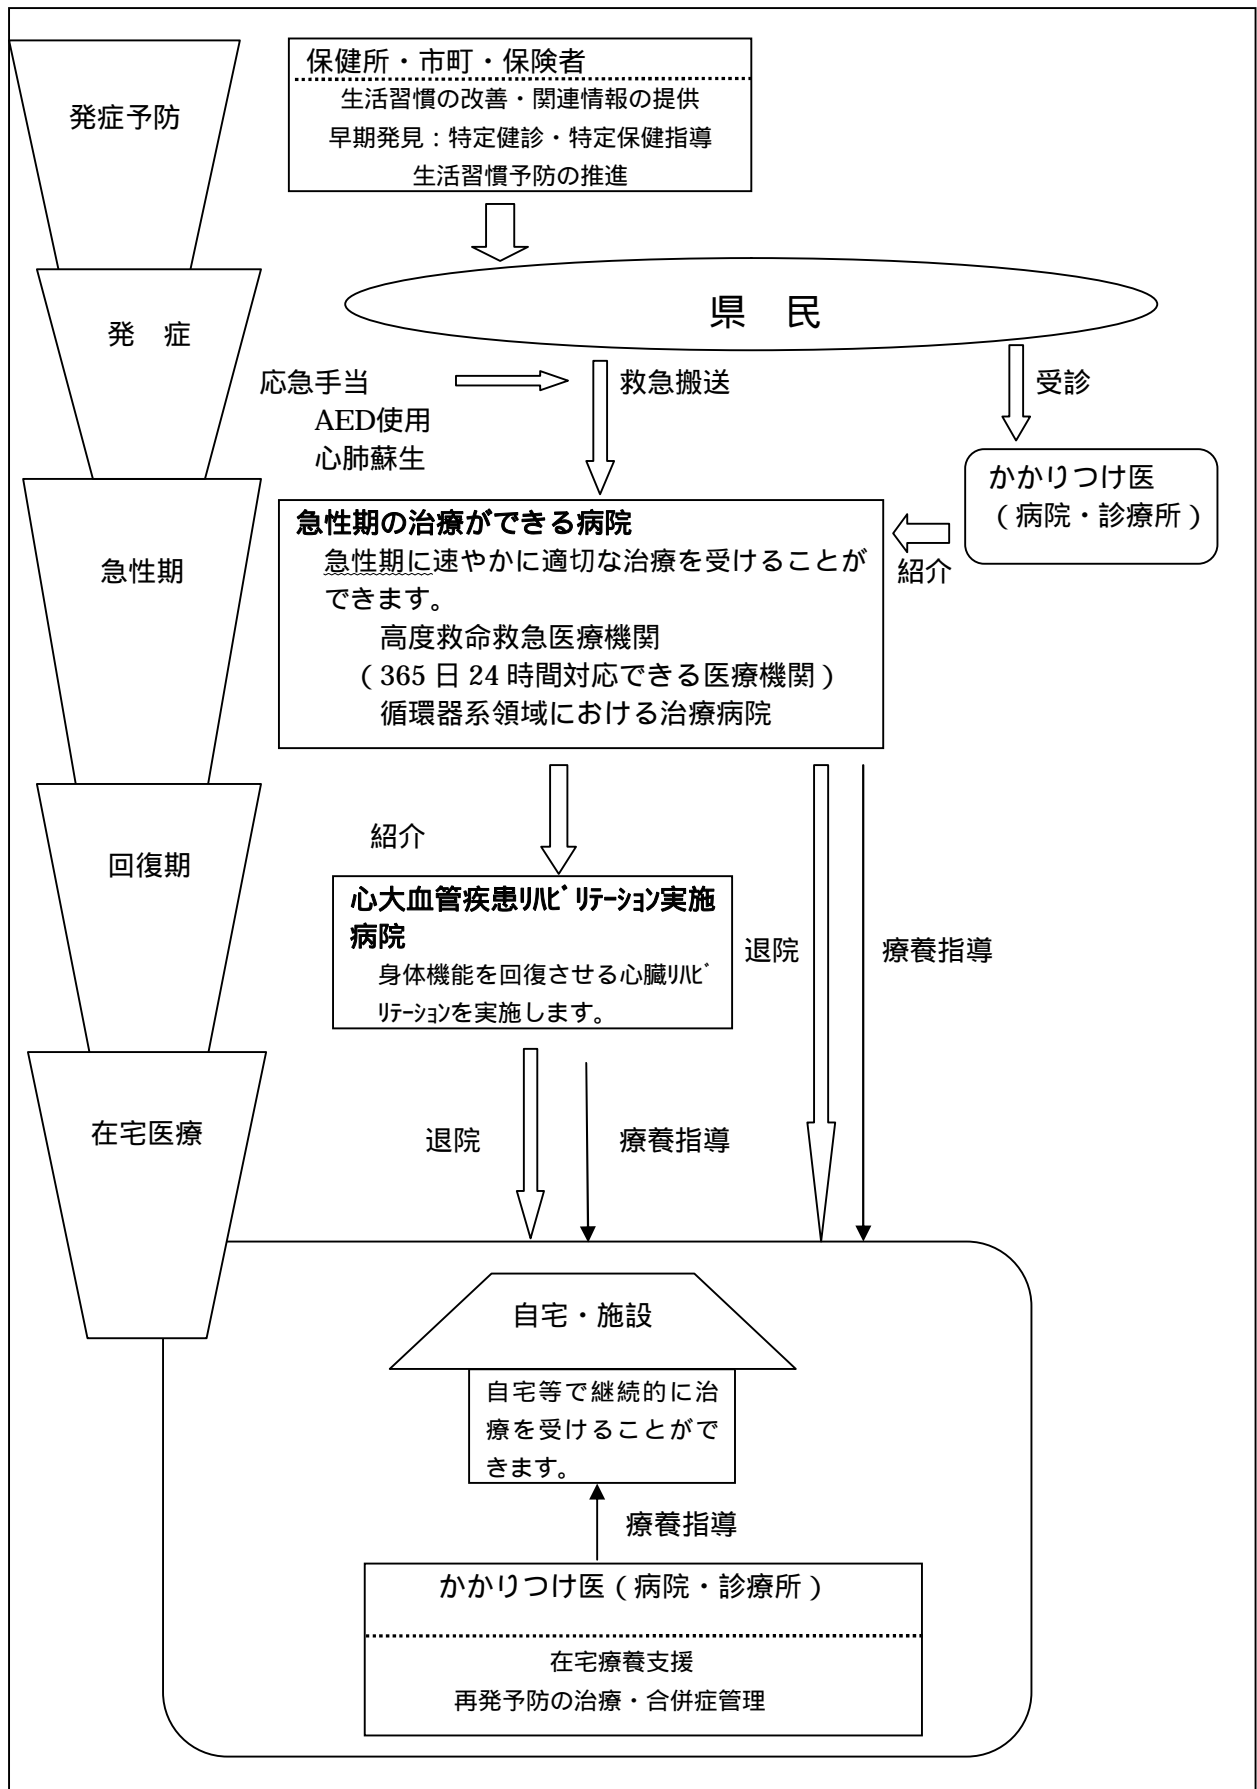 保健所・市町・保険者
生活習慣の改善・関連情報の提供
早期発見：特定健診・特定保健指導
生活習慣予防の推進
発症予防
県　民
発　症
応急手当
AED使用
心肺蘇生
救急搬送
受診
かかりつけ医
（病院・診療所）
紹介
急性期の治療ができる病院
急性期に速やかに適切な治療を受けることが
できます。
高度救命救急医療機関
（365 日 24 時間対応できる医療機関）
循環器系領域における治療病院
急性期
紹介
回復期
心大血管疾患ﾘﾊﾋﾞﾘﾃｰｼｮﾝ実施
病院
身体機能を回復させる心臓ﾘﾊﾋﾞ
ﾘﾃｰｼｮﾝを実施します。
退院
療養指導
在宅医療
退院
療養指導
自宅・施設
自宅等で継続的に治
療を受けることがで
きます。
療養指導
かかりつけ医（病院・診療所）
在宅療養支援
再発予防の治療・合併症管理